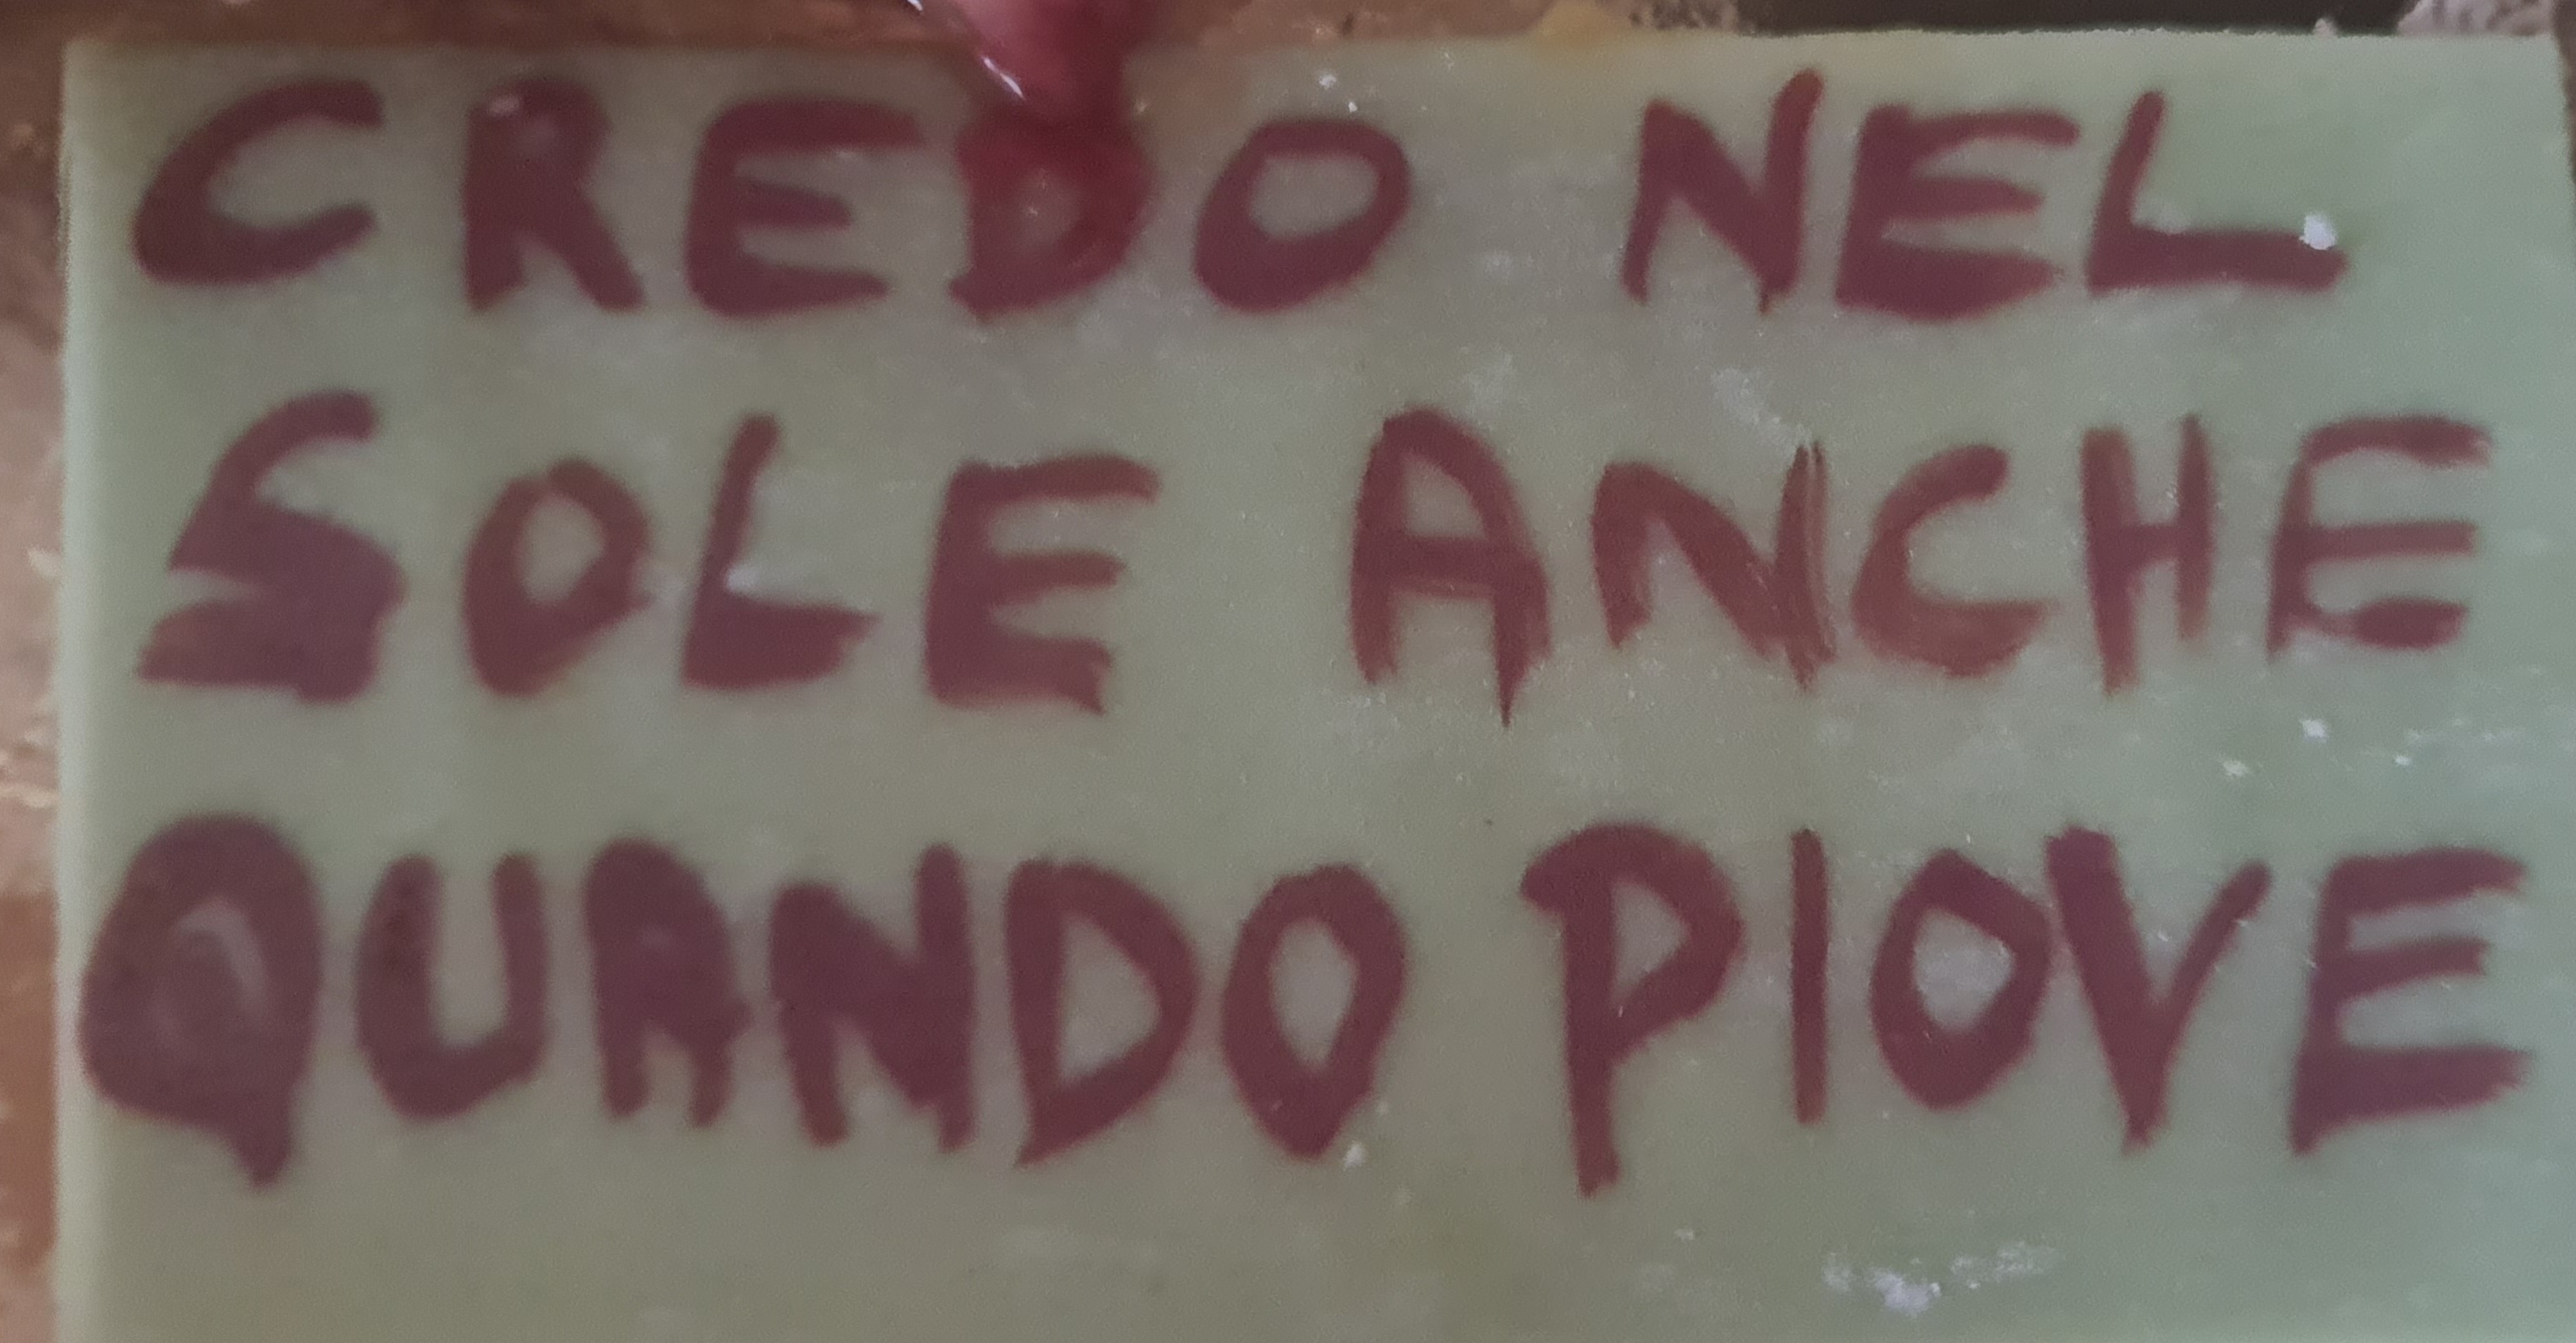 CREDO NEL
SOLE ANCHE
QUANDO PIOVE